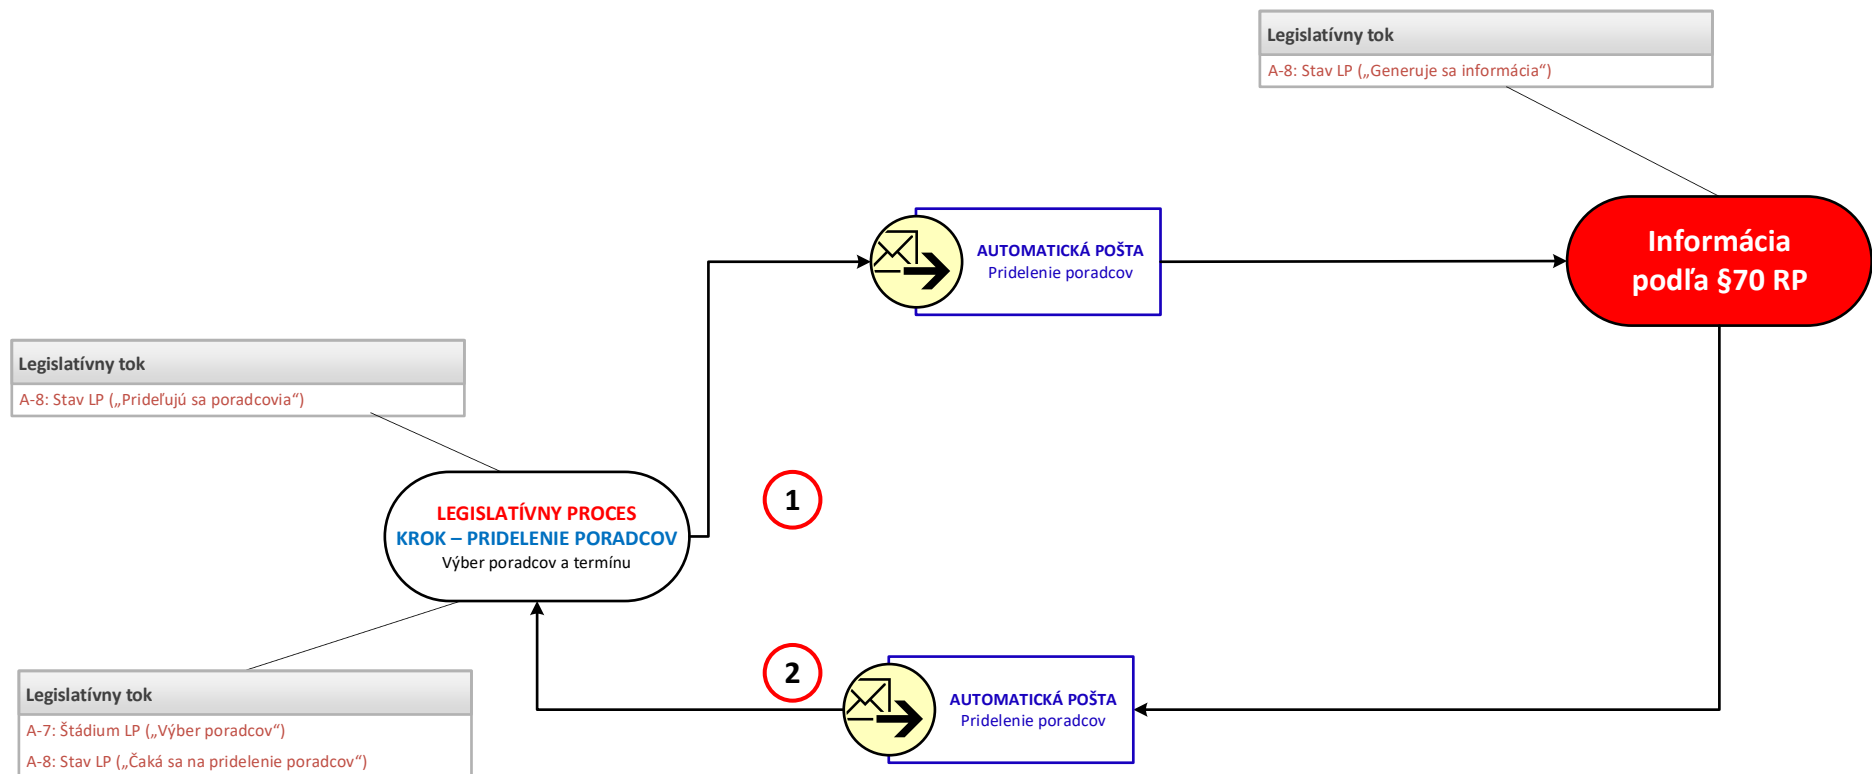 Legislatívny tok
A-8: Stav LP („Generuje sa informácia“)
AUTOMATICKÁ POŠTA
Pridelenie poradcov
Informácia
podľa §70 RP
Legislatívny tok
A-8: Stav LP („Prideľujú sa poradcovia“)
LEGISLATÍVNY PROCES
KROK – PRIDELENIE PORADCOV
Výber poradcov a termínu
1
2
AUTOMATICKÁ POŠTA
Pridelenie poradcov
Legislatívny tok
A-7: Štádium LP („Výber poradcov“)
A-8: Stav LP („Čaká sa na pridelenie poradcov“)